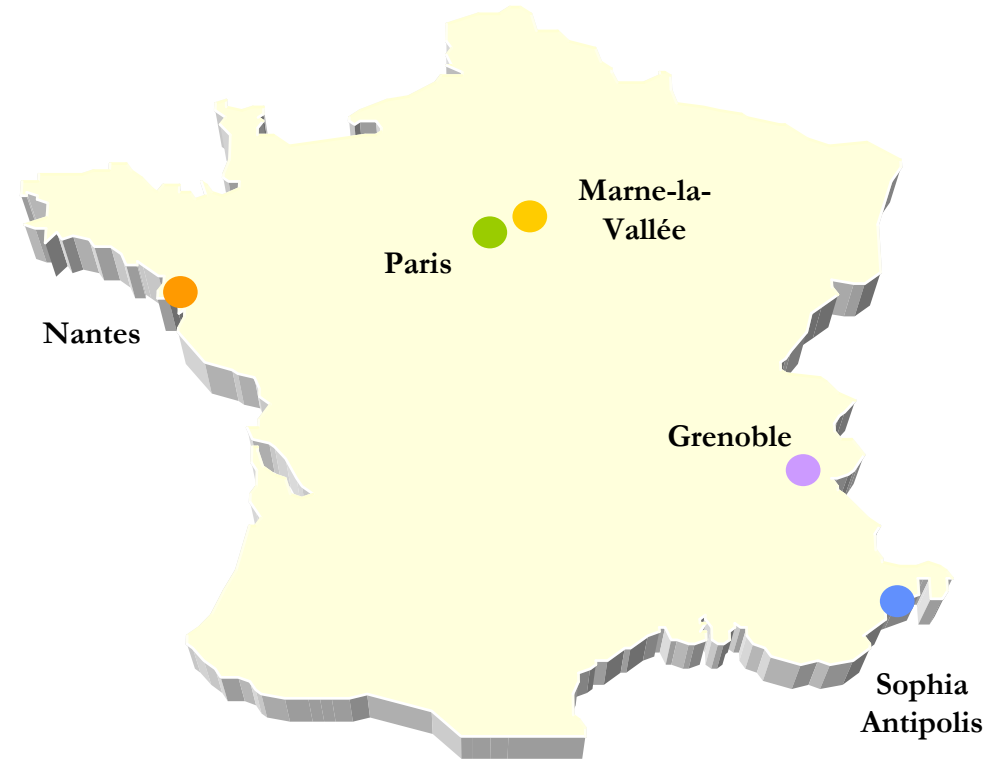 Marne-la-
Vallée
Paris
Nantes
Grenoble
Sophia
Antipolis